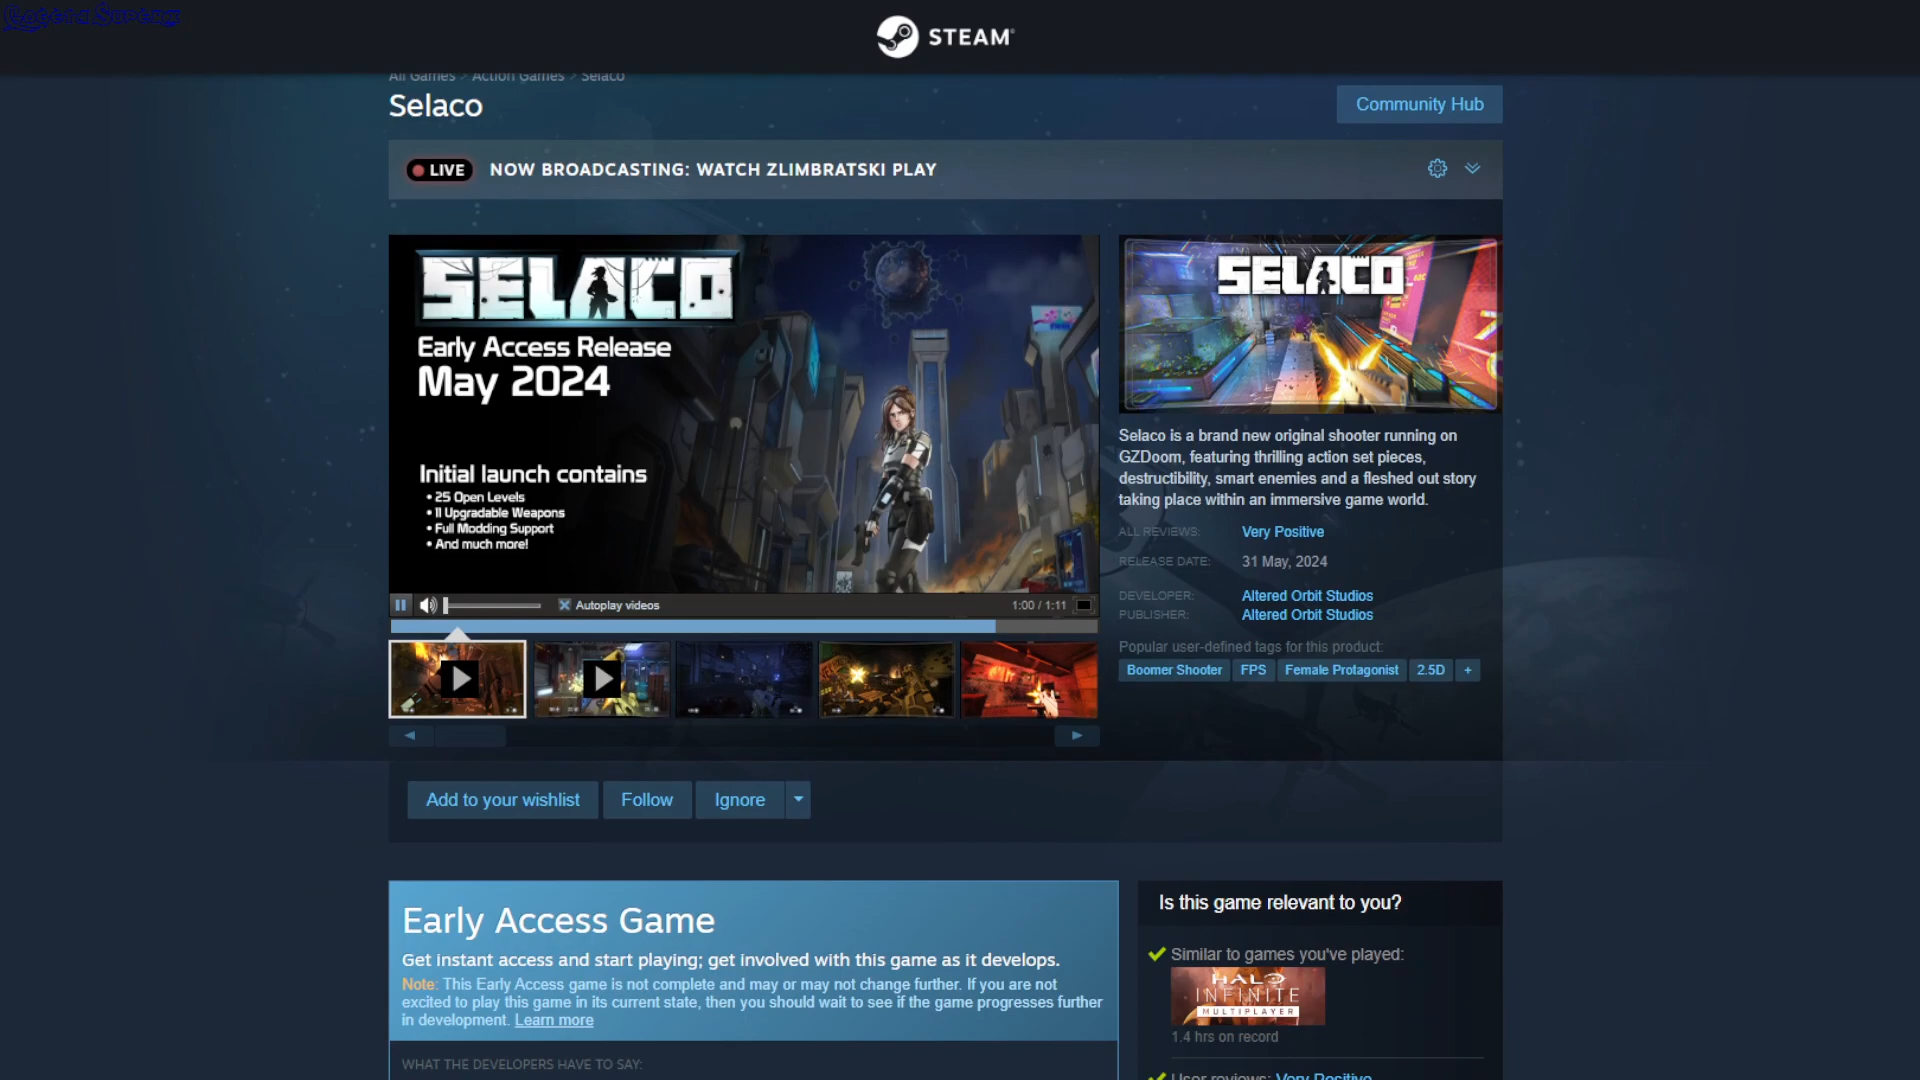 STEAM
All Games > Action Games > Selaco
Selaco
Community Hub
LIVE
NOW BROADCASTING: WATCH ZLIMBRATSKI PLAY
SELACO
Early Access Release
May 2024
Initial launch contains
• 25 Open Levels
• 11 Upgradable Weapons
• Full Modding Support
• And much more!
Autoplay videos
1:00 / 1:11
SELACO
Selaco is a brand new original shooter running on
GZDoom, featuring thrilling action set pieces,
destructibility, smart enemies and a fleshed out story
taking place within an immersive game world.
ALL REVIEWS: Very Positive
RELEASE DATE: 31 May, 2024
DEVELOPER: Altered Orbit Studios
PUBLISHER: Altered Orbit Studios
Popular user-defined tags for this product:
Boomer Shooter FPS Female Protagonist 2.5D +
Add to your wishlist
Follow
Ignore
Early Access Game
Get instant access and start playing; get involved with this game as it develops.
Note: This Early Access game is not complete and may or may not change further. If you are not
excited to play this game in its current state, then you should wait to see if the game progresses further
in development. Learn more
WHAT THE DEVELOPERS HAVE TO SAY:
Is this game relevant to you?
Similar to games you've played:
HALO
INFINITE
MULTIPLAYER
1.4 hrs on record
User reviews: Very Positive